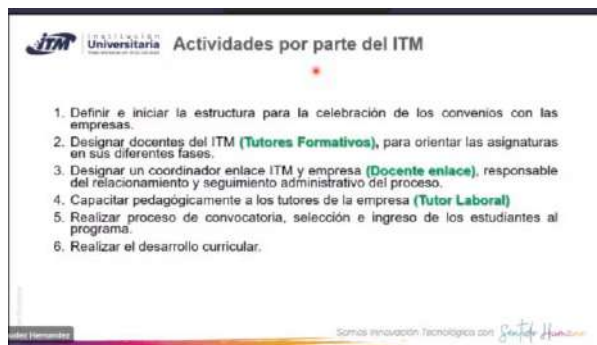 iTM
Institución
Universitaria
Actividades por parte del ITM
1. Definir e iniciar la estructura para la celebración de los convenios con las
empresas.
2. Designar docentes del ITM (Tutores Formativos), para orientar las asignaturas
en sus diferentes fases.
3. Designar un coordinador enlace ITM y empresa (Docente enlace), responsable
del relacionamiento y seguimiento administrativo del proceso.
4. Capacitar pedagógicamente a los tutores de la empresa (Tutor Laboral)
5. Realizar proceso de convocatoria, selección e ingreso de los estudiantes al
programa.
6. Realizar el desarrollo curricular.
Hernandez
Somos Innovación Tecnológica con Sentido Humano